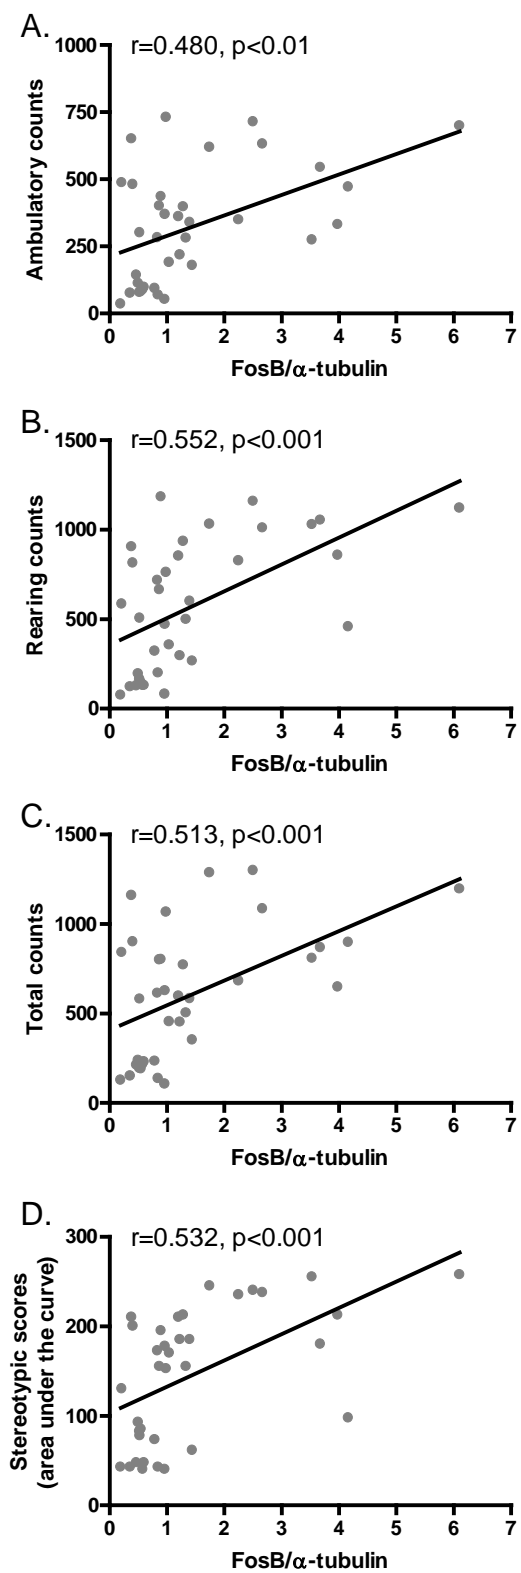 A.
r=0.480, p<0.01
1000
750
500
250
0
Ambulatory counts
0 1 2 3 4 5 6 7
FosB/α-tubulin
B.
r=0.552, p<0.001
1500
1000
500
0
Rearing counts
0 1 2 3 4 5 6 7
FosB/α-tubulin
C.
r=0.513, p<0.001
1500
1000
500
0
Total counts
0 1 2 3 4 5 6 7
FosB/α-tubulin
D.
r=0.532, p<0.001
300
200
100
0
Stereotypic scores
(area under the curve)
0 1 2 3 4 5 6 7
FosB/α-tubulin